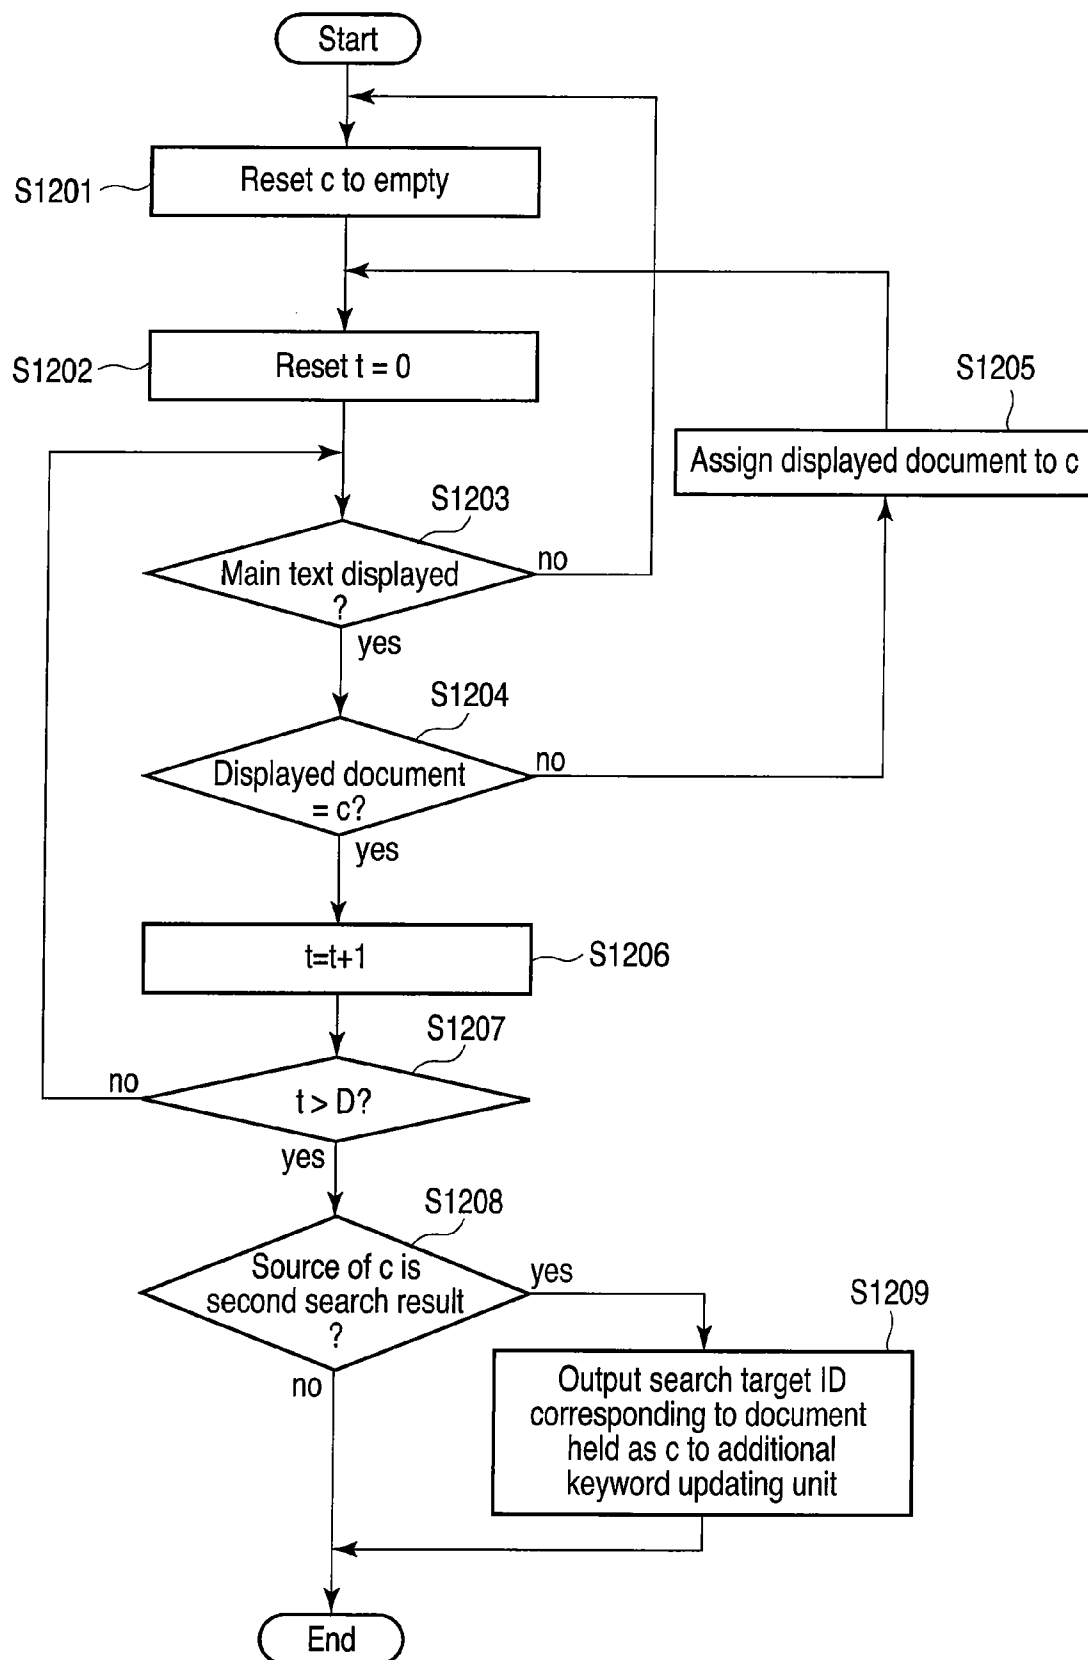 Start
S1201
Reset c to empty
S1202
Reset t = 0
S1205
Assign displayed document to c
S1203
Main text displayed
?
no
yes
S1204
Displayed document
= c?
no
yes
t=t+1
S1206
S1207
t > D?
no
yes
S1208
Source of c is
second search result
?
yes
no
S1209
Output search target ID
corresponding to document
held as c to additional
keyword updating unit
End